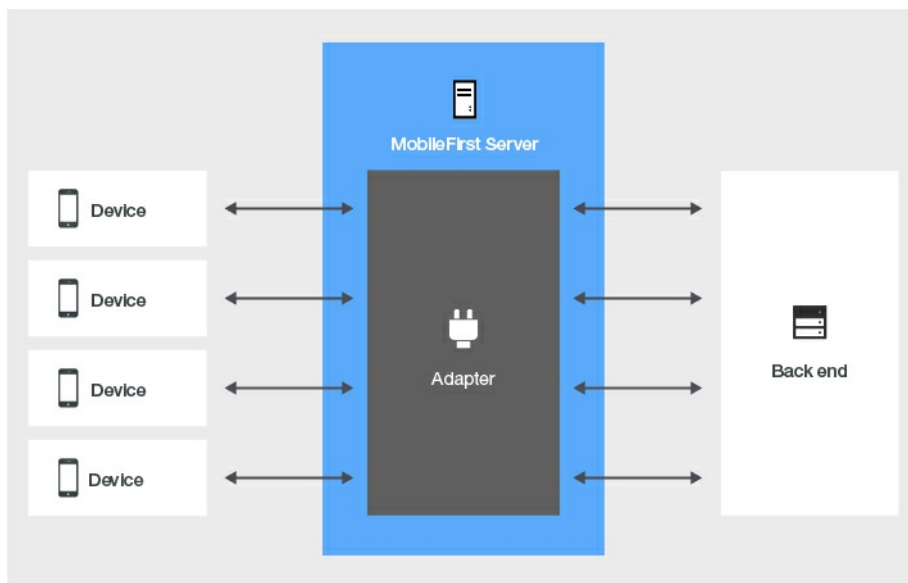 MobileFirst Server
Device
Device
Device
Device
Adapter
Back end